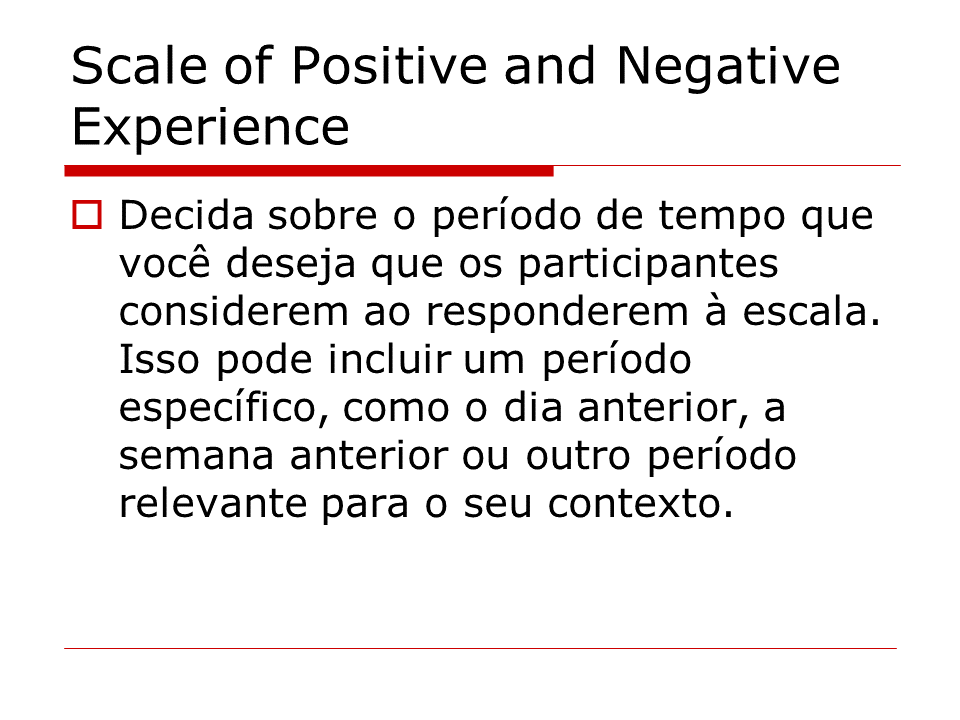 Scale of Positive and Negative
Experience
Decida sobre o período de tempo que
você deseja que os participantes
considerem ao responderem à escala.
Isso pode incluir um período
específico, como o dia anterior, a
semana anterior ou outro período
relevante para o seu contexto.